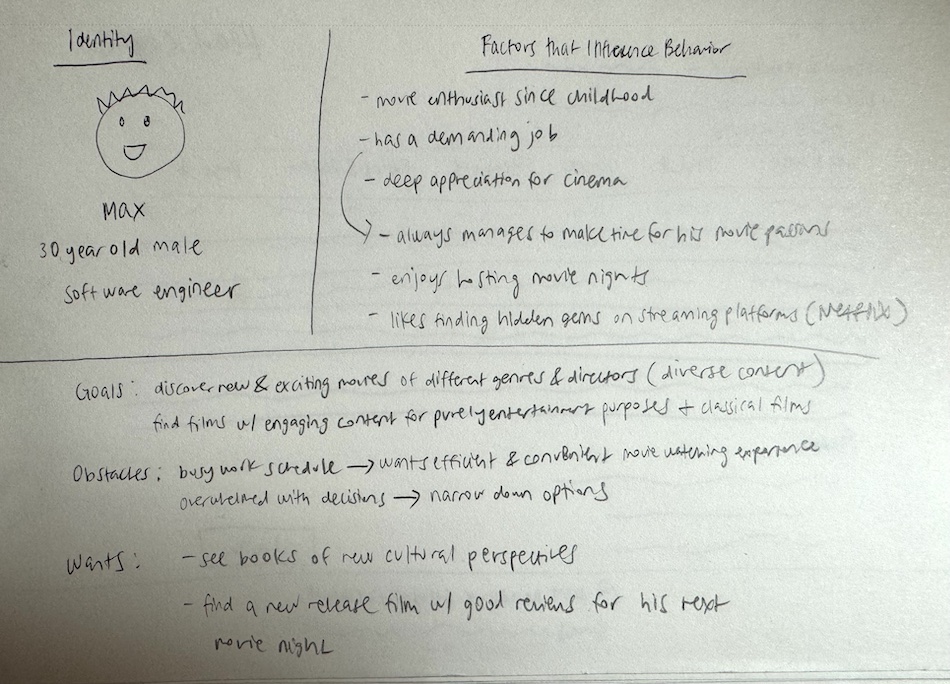 Identity
Max
30 year old male
software engineer
Factors that Influence Behavior
- movie enthusiast since childhood
- has a demanding job
- deep appreciation for cinema
- always manages to make time for his movie passions
- enjoys hosting movie nights
- likes finding hidden gems on streaming platforms (Netflix)
Goals: discover new & exciting movies of different genres & directors (diverse content)
find films w/ engaging content for purely entertainment purposes + classical films
Obstacles: busy work schedule → wants efficient & convenient movie watching experience
overwhelmed with decisions → narrow down options
Wants: - see books of new cultural perspectives
- find a new release film w/ good reviews for his next
movie night